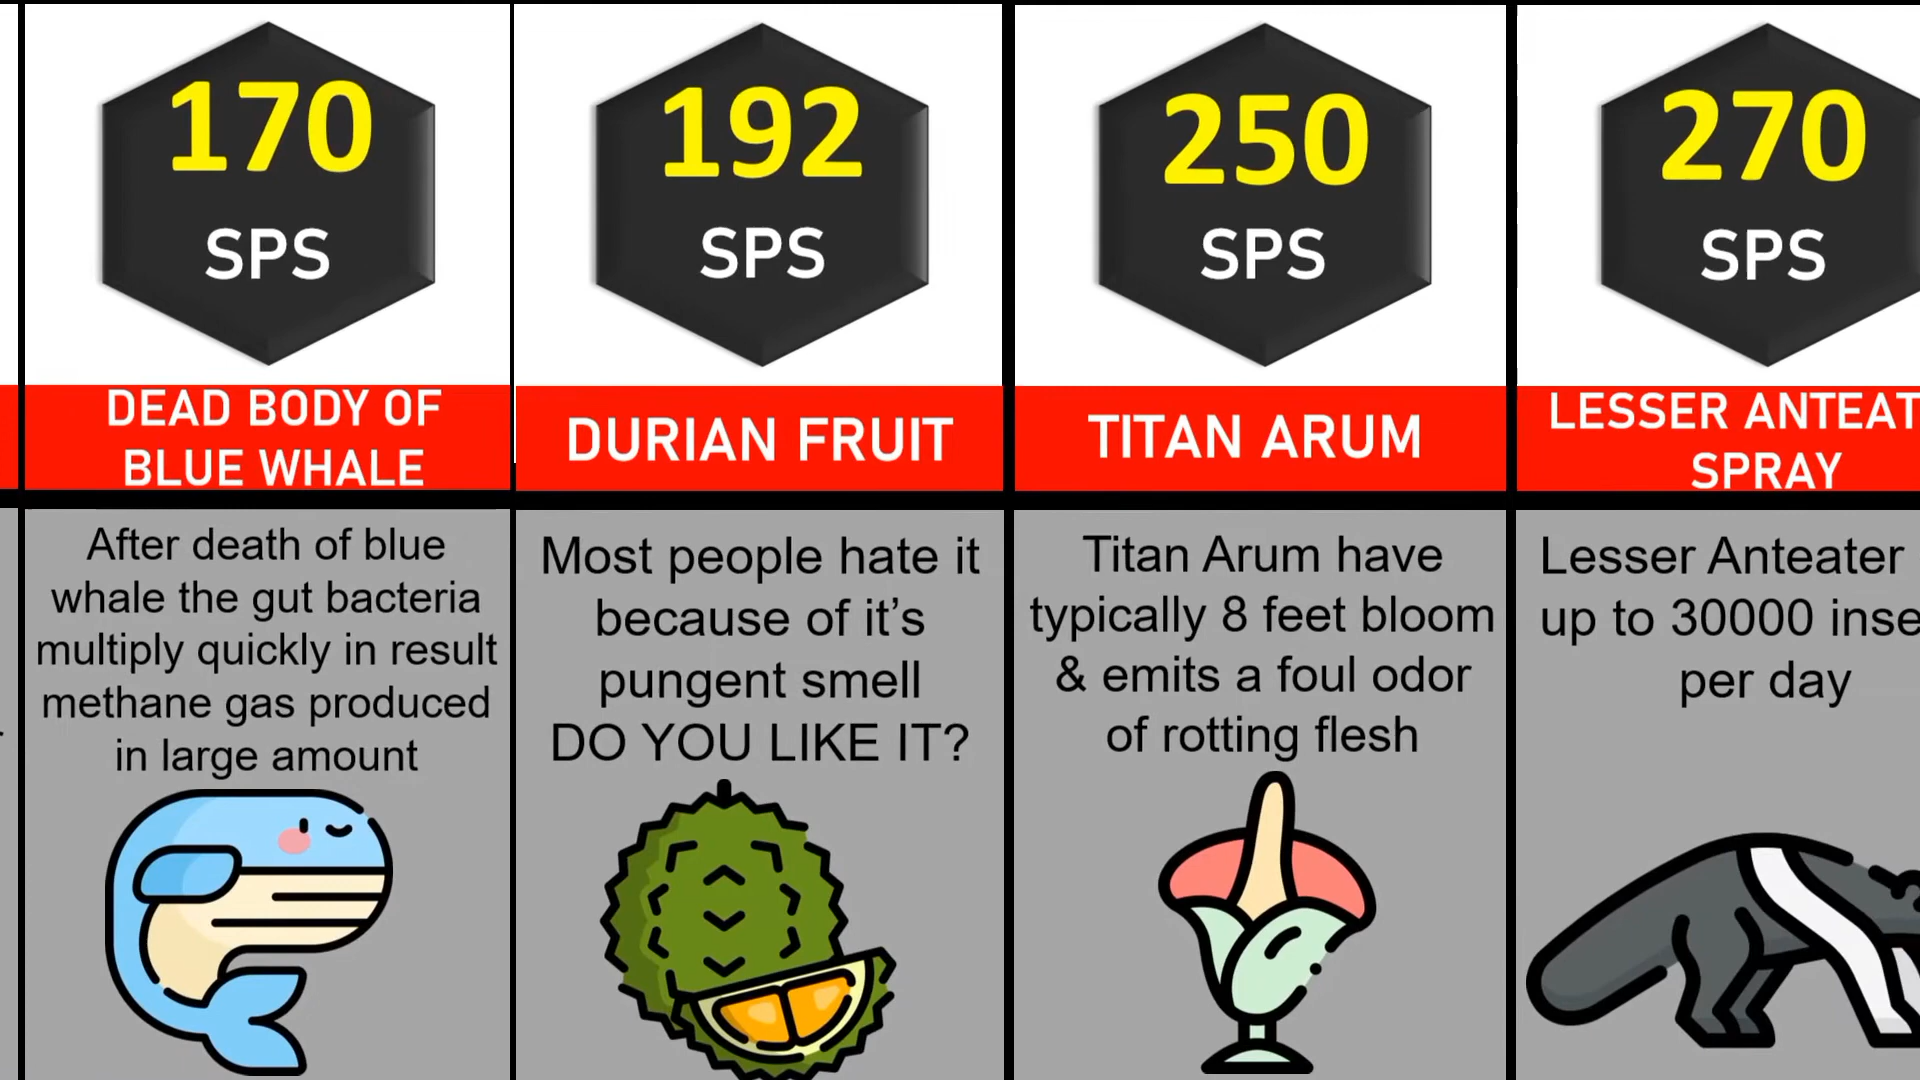 170
SPS
DEAD BODY OF
BLUE WHALE
After death of blue
whale the gut bacteria
multiply quickly in result
methane gas produced
in large amount
192
SPS
DURIAN FRUIT
Most people hate it
because of it’s
pungent smell
DO YOU LIKE IT?
250
SPS
TITAN ARUM
Titan Arum have
typically 8 feet bloom
& emits a foul odor
of rotting flesh
270
SPS
LESSER ANTEAT
SPRAY
Lesser Anteater
up to 30000 inse
per day